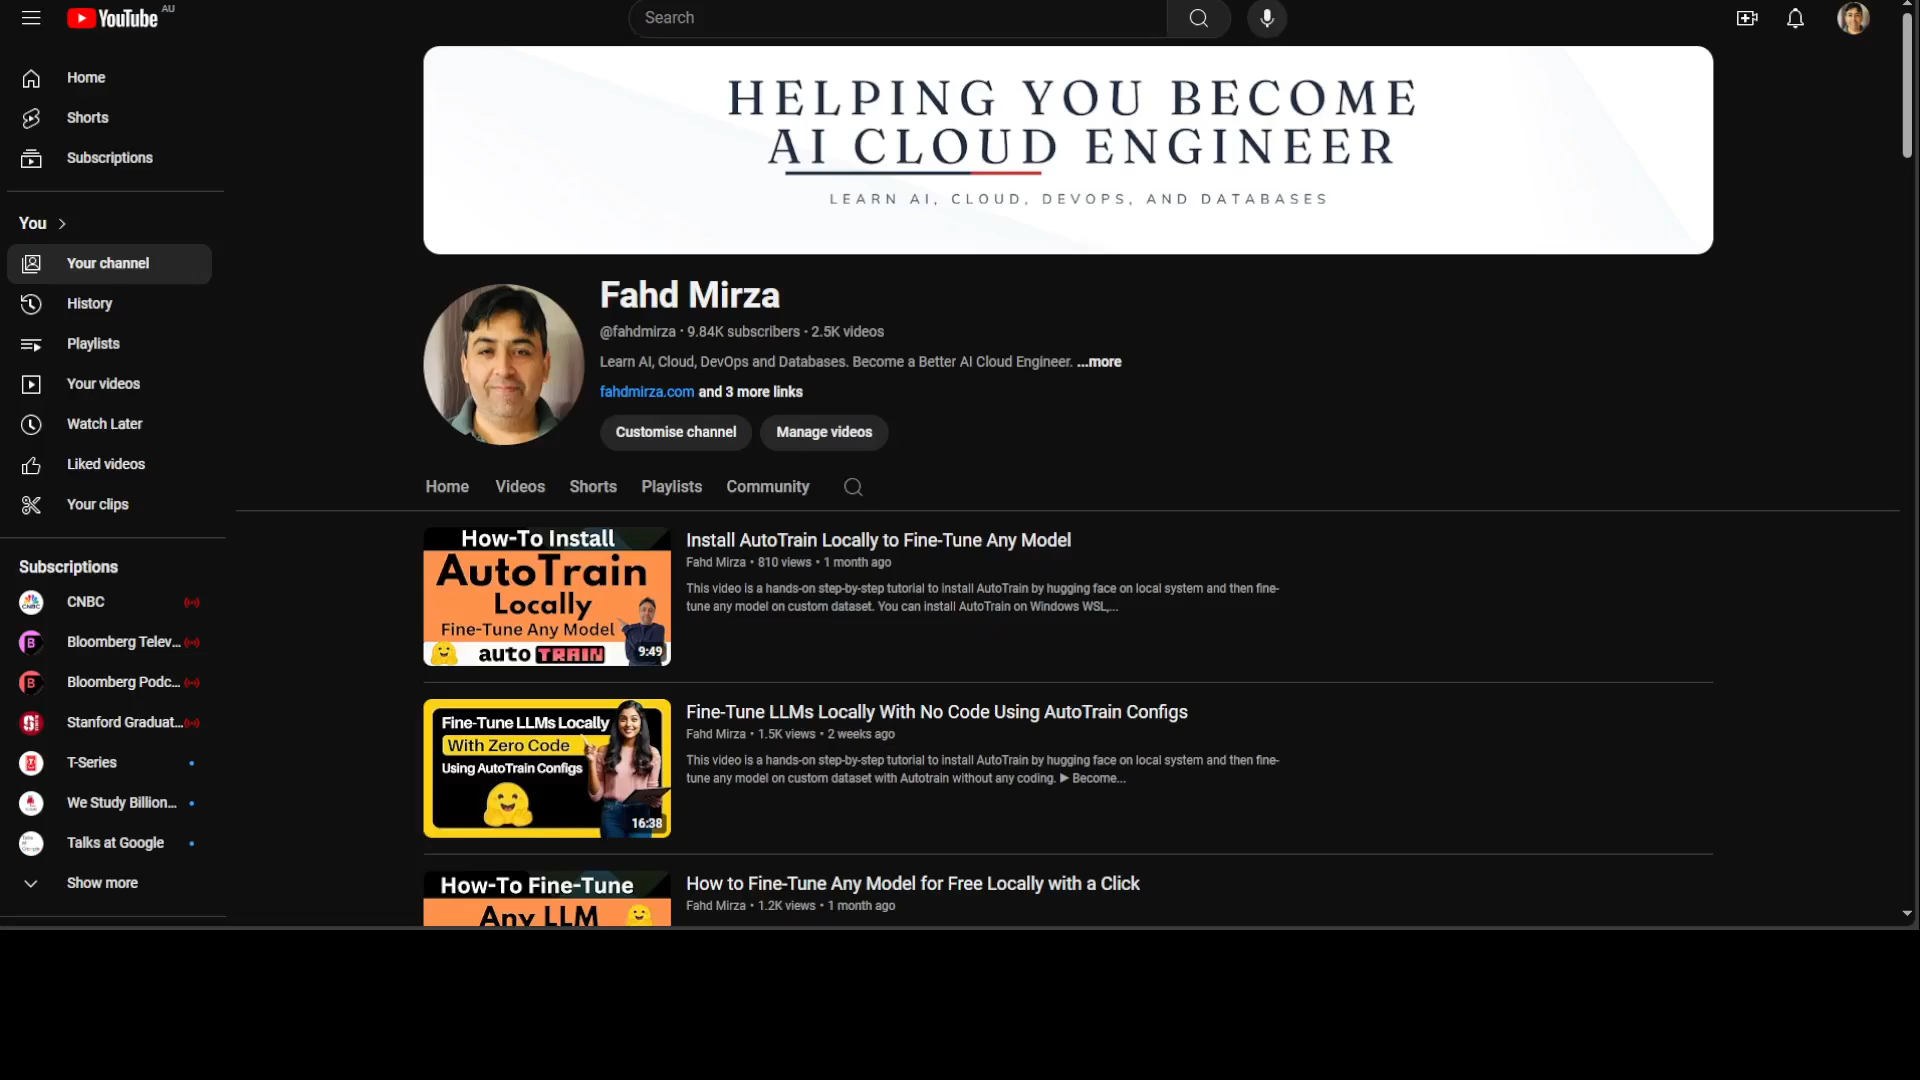 YouTube AU
Search
Home
Shorts
Subscriptions
You
Your channel
History
Playlists
Your videos
Watch Later
Liked videos
Your clips
Subscriptions
CNBC
Bloomberg Telev...
Bloomberg Podc...
Stanford Graduat...
T-Series
We Study Billion...
Talks at Google
Show more
HELPING YOU BECOME
AI CLOUD ENGINEER
LEARN AI, CLOUD, DEVOPS, AND DATABASES
Fahd Mirza
@fahdmirza • 9.84K subscribers • 2.5K videos
Learn AI, Cloud, DevOps and Databases. Become a Better AI Cloud Engineer. ...more
fahdmirza.com and 3 more links
Customise channel Manage videos
Home Videos Shorts Playlists Community
How-To Install
AutoTrain
Locally
Fine-Tune Any Model
auto TRAIN
9:49
Install AutoTrain Locally to Fine-Tune Any Model
Fahd Mirza • 810 views • 1 month ago
This video is a hands-on step-by-step tutorial to install AutoTrain by hugging face on local system and then fine-
tune any model on custom dataset. You can install AutoTrain on Windows WSL,...
Fine-Tune LLMs Locally
With Zero Code
Using AutoTrain Configs
16:38
Fine-Tune LLMs Locally With No Code Using AutoTrain Configs
Fahd Mirza • 1.5K views • 2 weeks ago
This video is a hands-on step-by-step tutorial to install AutoTrain by hugging face on local system and then fine-
tune any model on custom dataset with Autotrain without any coding. ▶ Become...
How-To Fine-Tune
Any LLM
How to Fine-Tune Any Model for Free Locally with a Click
Fahd Mirza • 1.2K views • 1 month ago